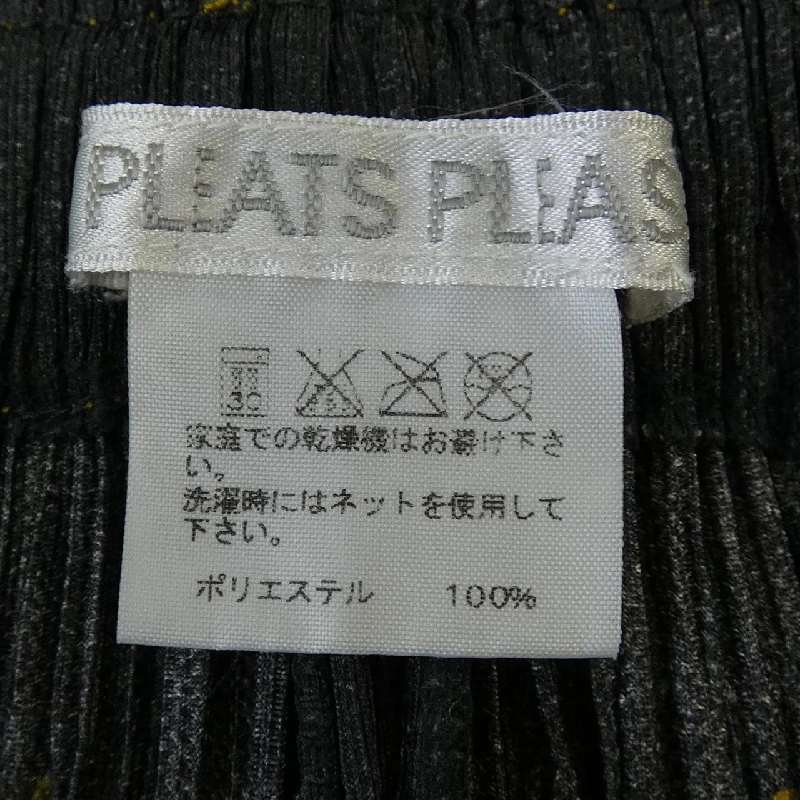 PLEATS PLEAS
30
家庭での乾燥機はお避け下さ
い。
洗濯時にはネットを使用して
下さい。
ポリエステル 100%